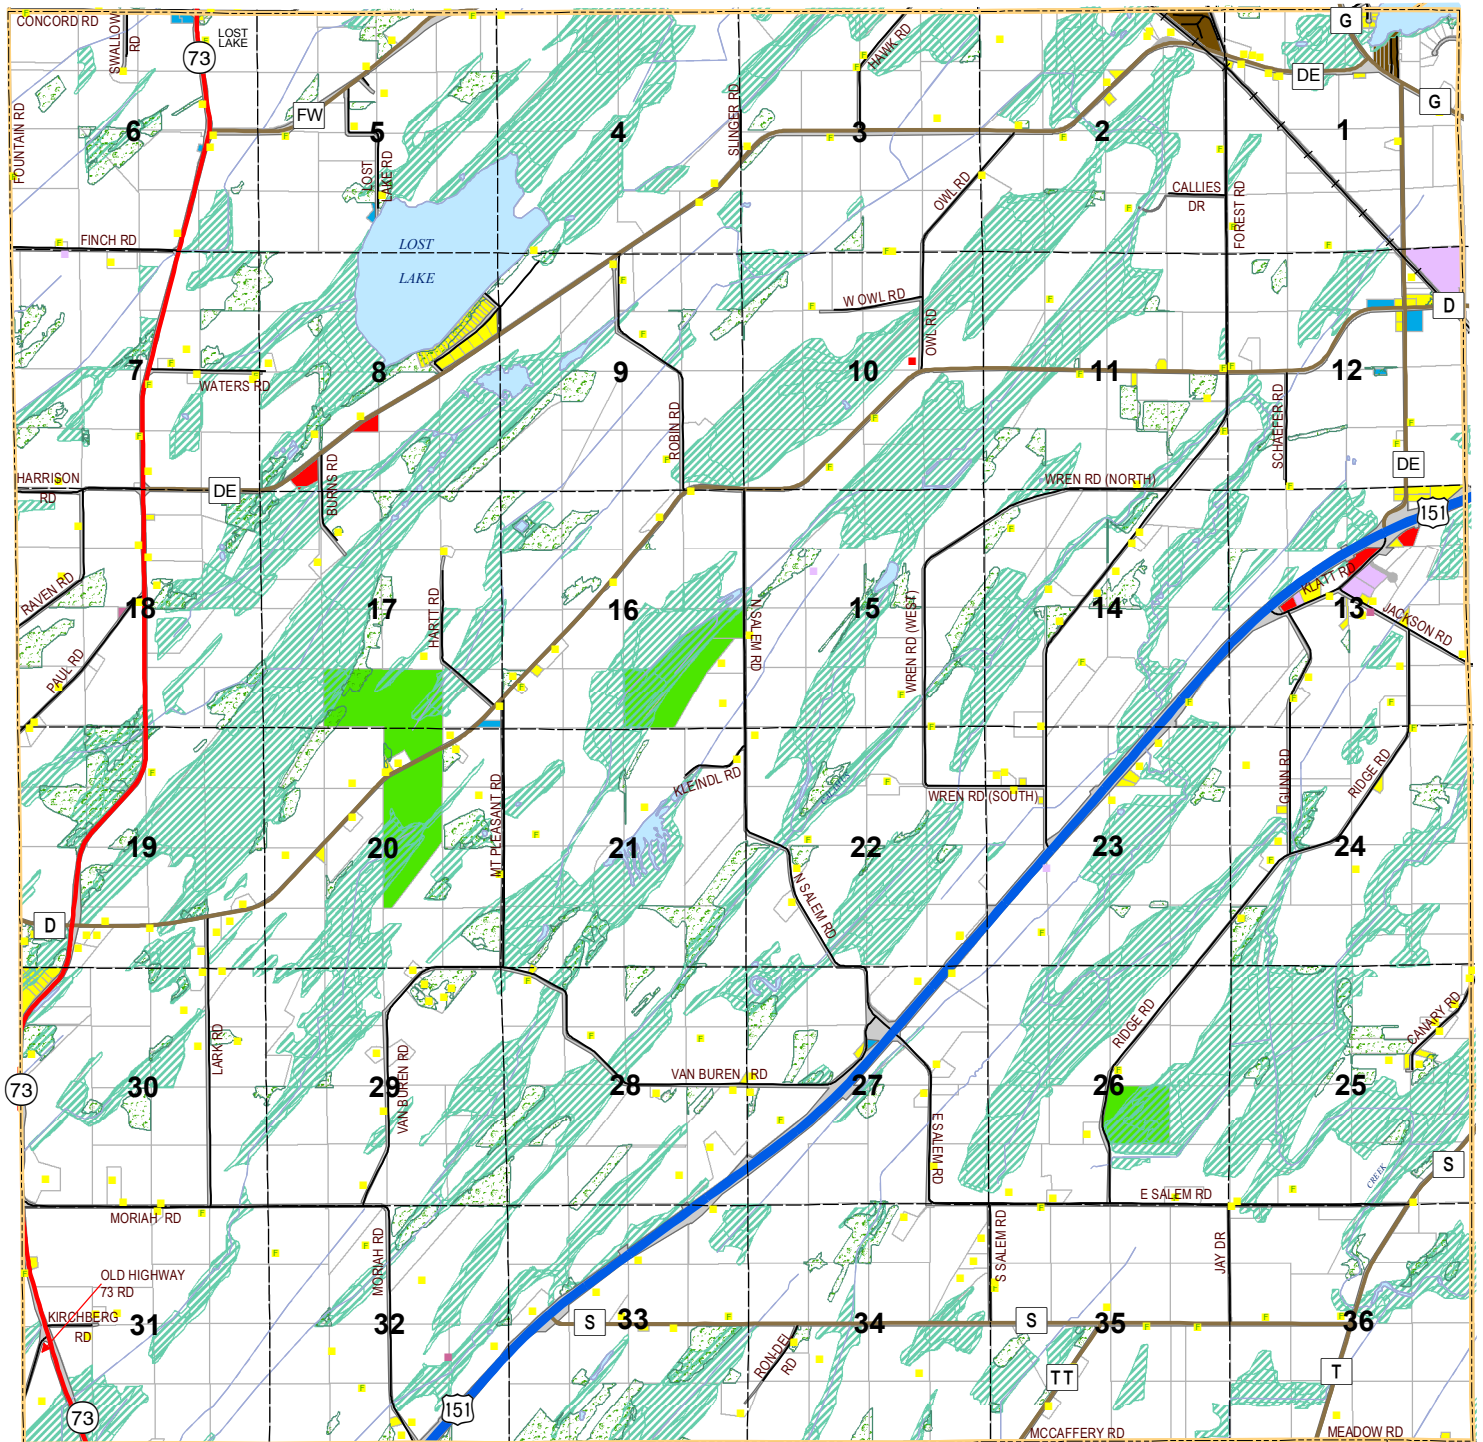 CONCORD RD
SWALLOW
RD
73
LOST
LAKE
HAWK RD
G
DE
G
FOUNTAIN RD
6
FW
5
LOST
LAKE RD
4
SLINGER RD
3
2
1
OWL RD
CALLIES
DR
FOREST RD
FINCH RD
LOST
LAKE
W OWL RD
OWL RD
D
7
WATERS RD
8
9
10
11
12
ROBIN RD
SCHAEFER RD
HARRISON
RD
DE
BURNS RD
WREN RD (NORTH)
DE
151
RAVEN RD
18
17
HARTL RD
16
N SALEM RD
15
WREN RD (WEST)
14
KLATT RD
13
JACKSON RD
PAUL RD
MT PLEASANT RD
KLEINDL RD
WREN RD (SOUTH)
GUNN RD
RIDGE RD
19
20
21
22
23
24
N SALEM RD
D
LARK RD
VAN BUREN RD
RIDGE RD
CANARY RD
73
30
29
28
VAN BUREN RD
27
26
25
E SALEM RD
CREEK
S
MORIAH RD
E SALEM RD
MORIAH RD
S SALEM RD
JAY DR
OLD HIGHWAY
73 RD
KIRCHBERG
RD
31
32
S
33
34
S
35
36
RON-DEL
RD
TT
T
73
151
MCCAFFERY RD
MEADOW RD